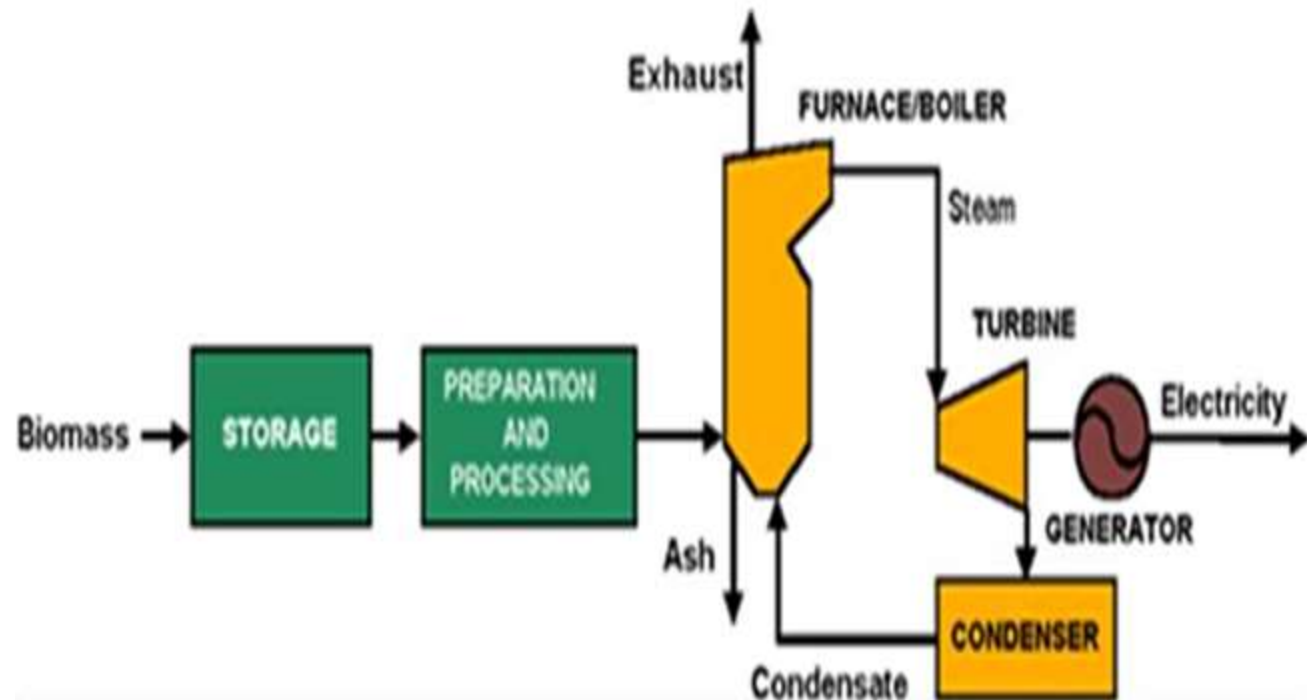 Exhaust
FURNACE/BOILER
Steam
TURBINE
Biomass
STORAGE
PREPARATION
AND
PROCESSING
Electricity
GENERATOR
Ash
CONDENSER
Condensate